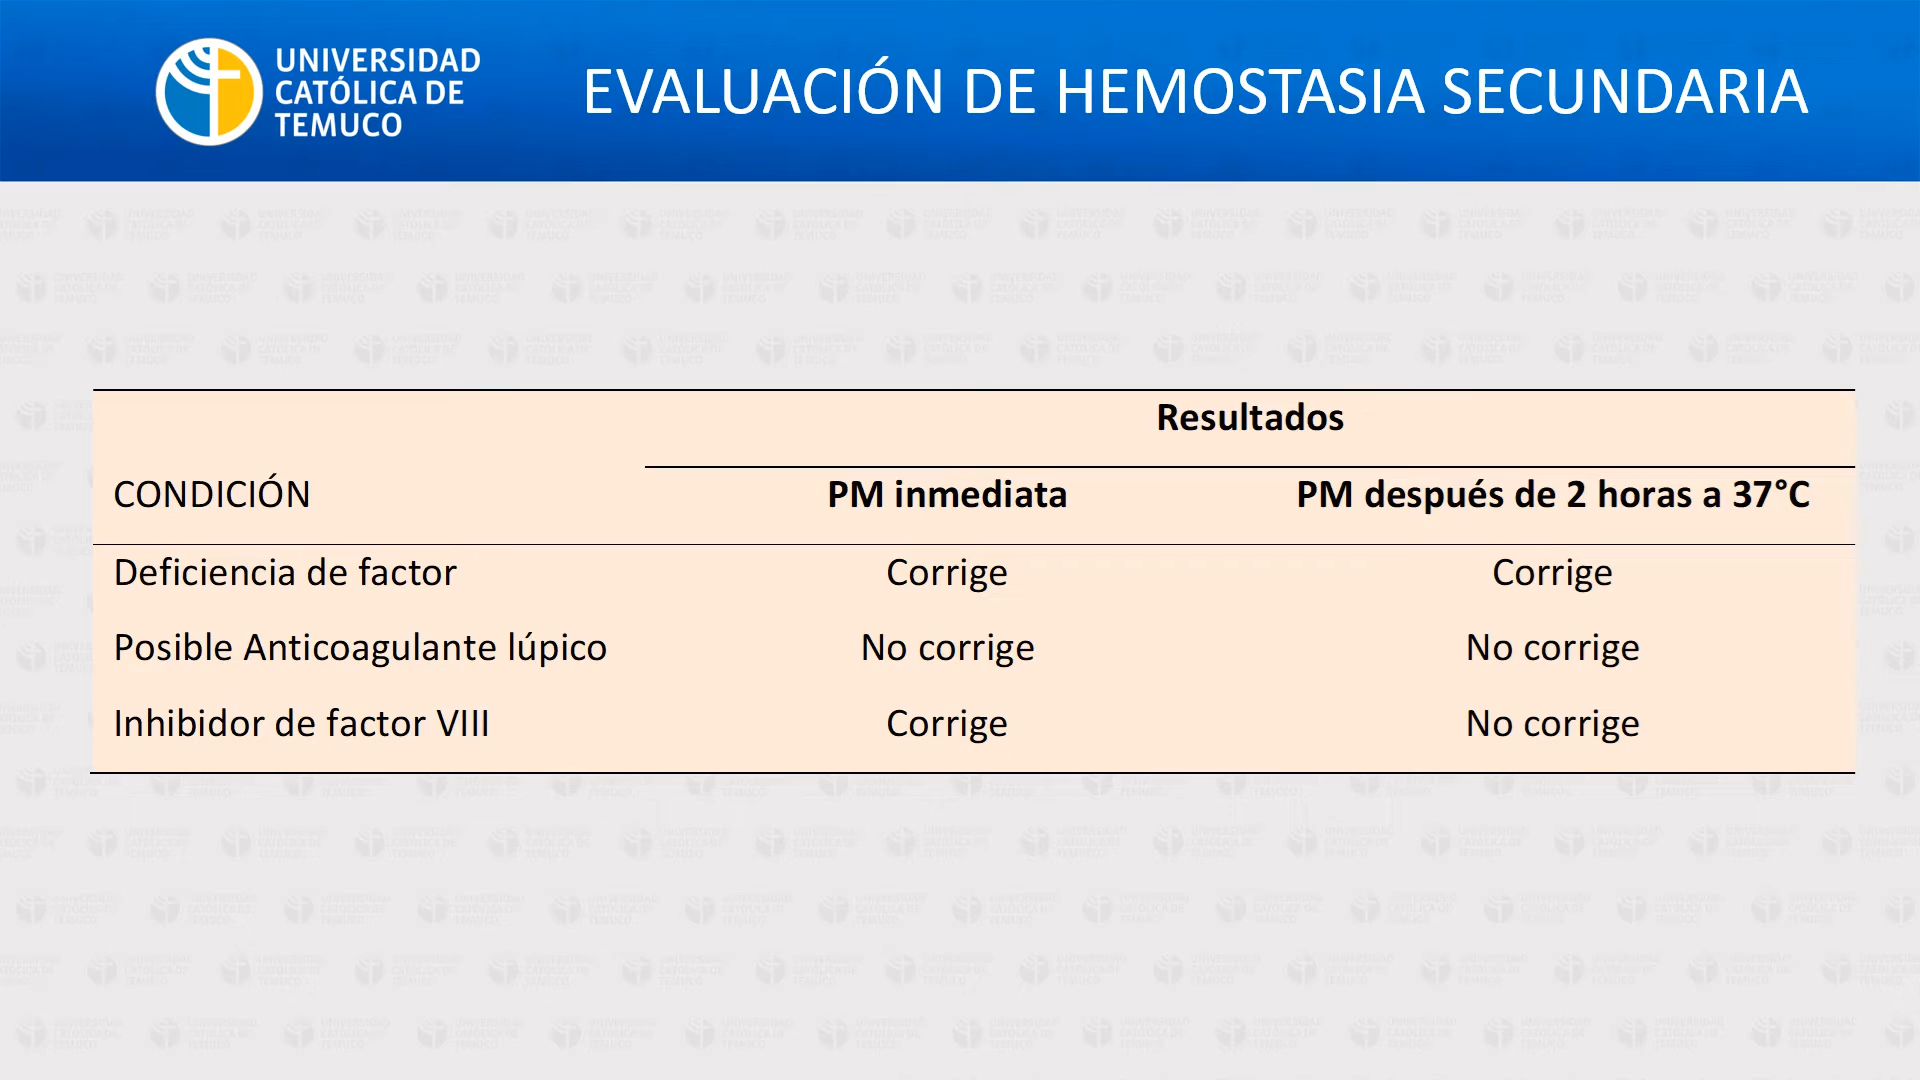 UNIVERSIDAD
CATÓLICA DE
TEMUCO
EVALUACIÓN DE HEMOSTASIA SECUNDARIA
Resultados
CONDICIÓN PM inmediata PM después de 2 horas a 37°C
Deficiencia de factor Corrige Corrige
Posible Anticoagulante lúpico No corrige No corrige
Inhibidor de factor VIII Corrige No corrige